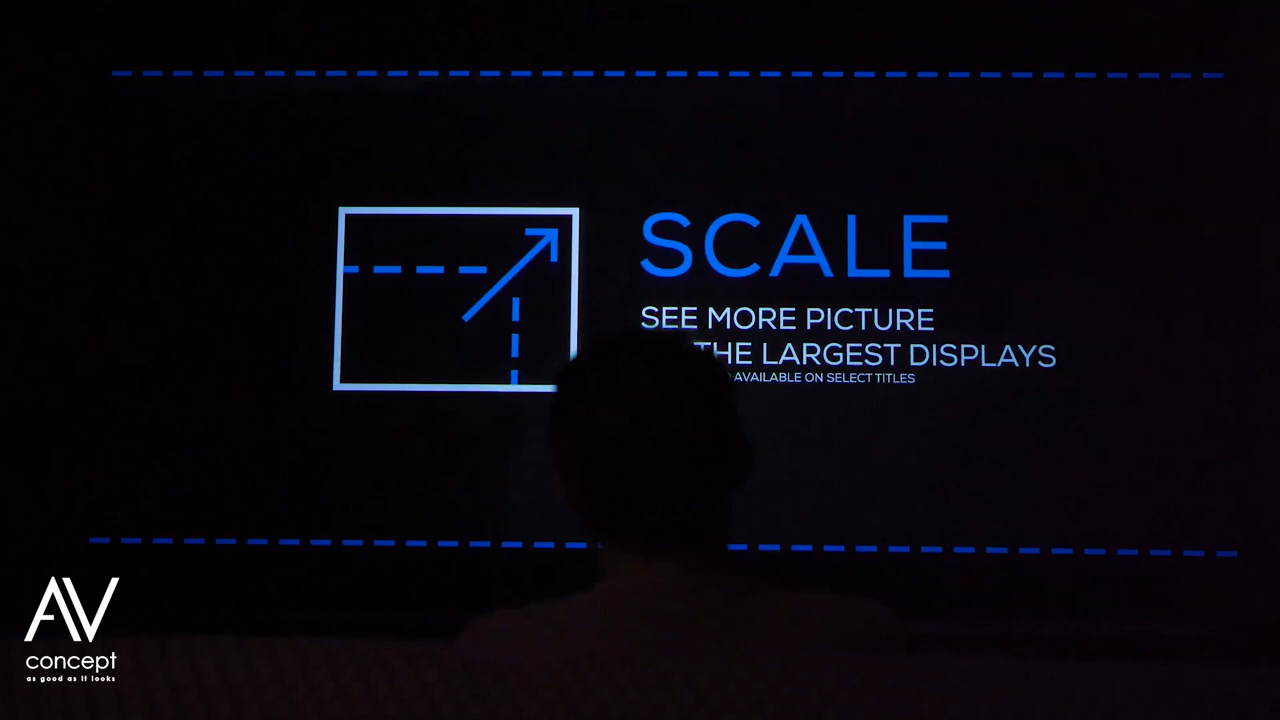 SCALE
SEE MORE PICTURE
THE LARGEST DISPLAYS
AVAILABLE ON SELECT TITLES
AV
concept
as good as it looks